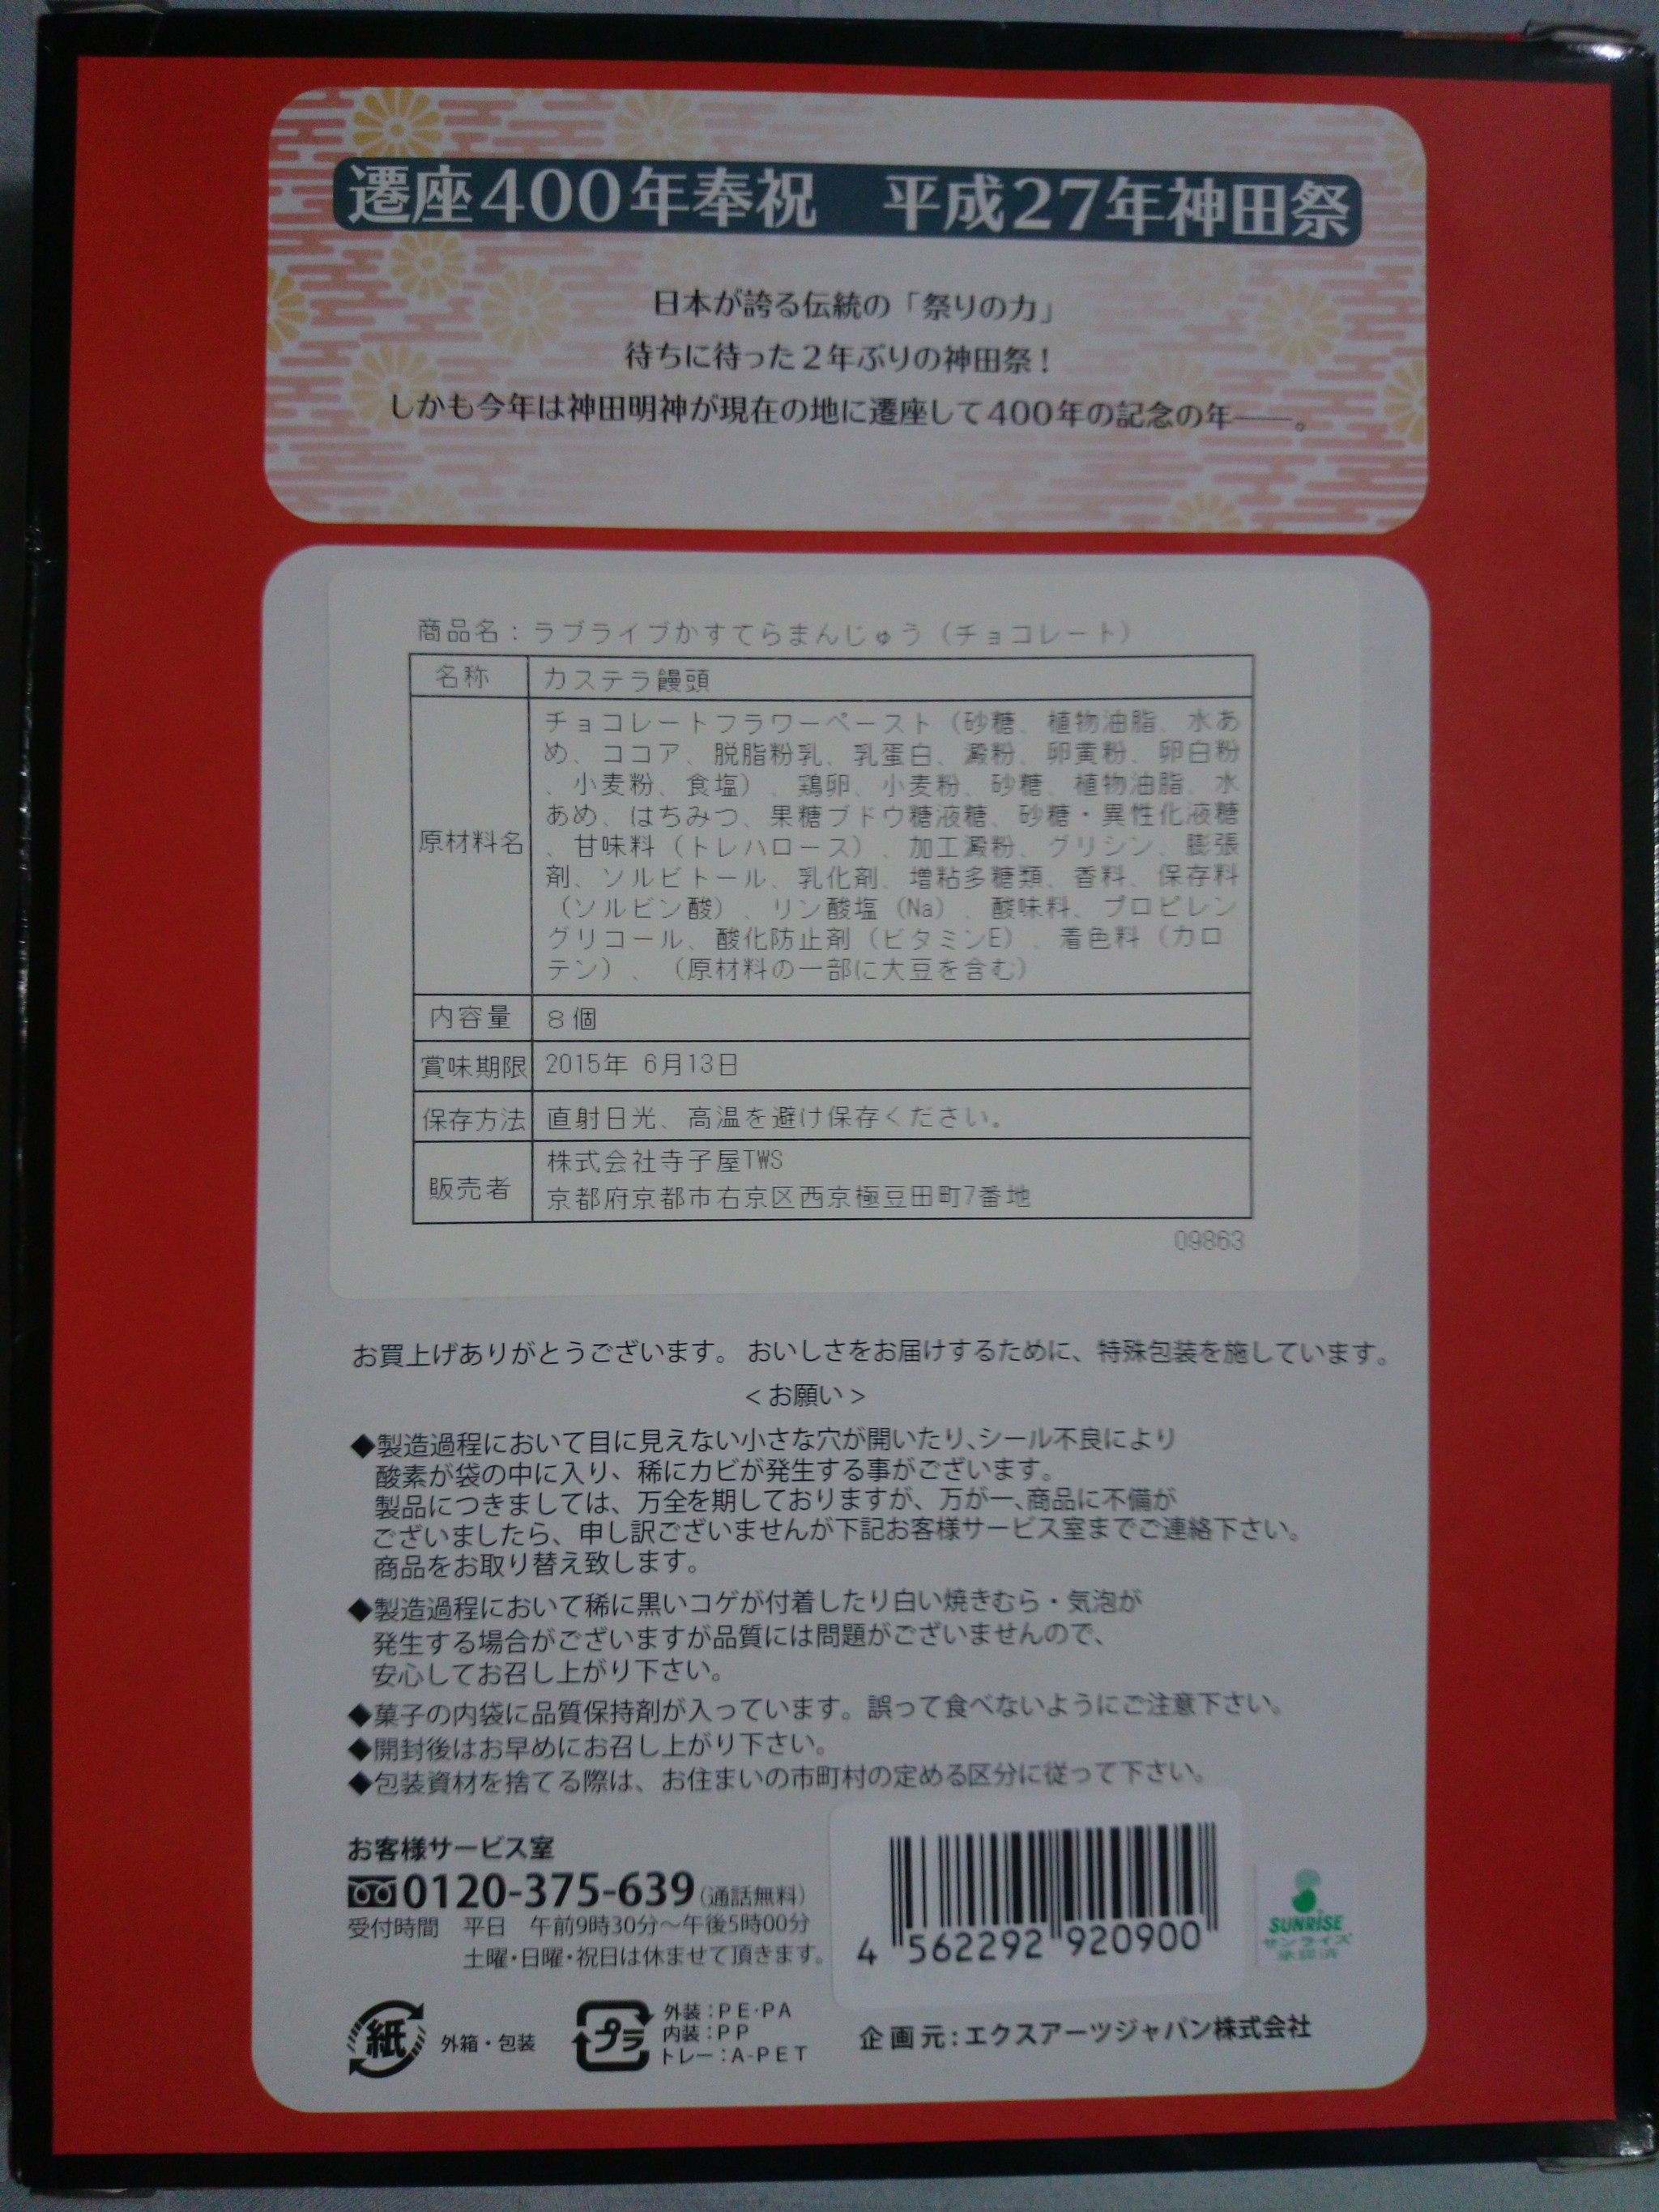 遷座400年奉祝　平成27年神田祭
日本が誇る伝統の「祭りの力」
待ちに待った2年ぶりの神田祭！
しかも今年は神田明神が現在の地に遷座して400年の記念の年――。
商品名：ラブライブかすてらまんじゅう（チョコレート）
名称 カステラ饅頭
原材料名
チョコレートフラワーペースト（砂糖、植物油脂、水あ
め、ココア、脱脂粉乳、乳蛋白、澱粉、卵黄粉、卵白粉
、小麦粉、食塩）、鶏卵、小麦粉、砂糖、植物油脂、水
あめ、はちみつ、果糖ブドウ糖液糖、砂糖・異性化液糖
、甘味料（トレハロース）、加工澱粉、グリシン、膨張
剤、ソルビトール、乳化剤、増粘多糖類、香料、保存料
（ソルビン酸）、リン酸塩（Na）、酸味料、プロピレン
グリコール、酸化防止剤（ビタミンE）、着色料（カロ
テン）、（原材料の一部に大豆を含む）
内容量 8個
賞味期限 2015年 6月13日
保存方法 直射日光、高温を避け保存ください。
販売者
株式会社寺子屋TWS
京都府京都市右京区西京極豆田町7番地
09863
お買上げありがとうございます。おいしさをお届けするために、特殊包装を施しています。
＜お願い＞
◆製造過程において目に見えない小さな穴が開いたり、シール不良により
酸素が袋の中に入り、稀にカビが発生する事がございます。
製品につきましては、万全を期しておりますが、万が一、商品に不備が
ございましたら、申し訳ございませんが下記お客様サービス室までご連絡下さい。
商品をお取り替え致します。
◆製造過程において稀に黒いコゲが付着したり白い焼きむら・気泡が
発生する場合がございますが品質には問題がございませんので、
安心してお召し上がり下さい。
◆菓子の内袋に品質保持剤が入っています。誤って食べないようにご注意下さい。
◆開封後はお早めにお召し上がり下さい。
◆包装資材を捨てる際は、お住まいの市町村の定める区分に従って下さい。
お客様サービス室
0120-375-639（通話無料）
受付時間　平日　午前9時30分～午後5時00分
土曜・日曜・祝日は休ませて頂きます。
4 562292 920900
SUNRISE
サンライズ
承認済
紙 外箱・包装
プラ
外装：PE・PA
内装：PP
トレー：A-PET
企画元：エクスアーツジャパン株式会社